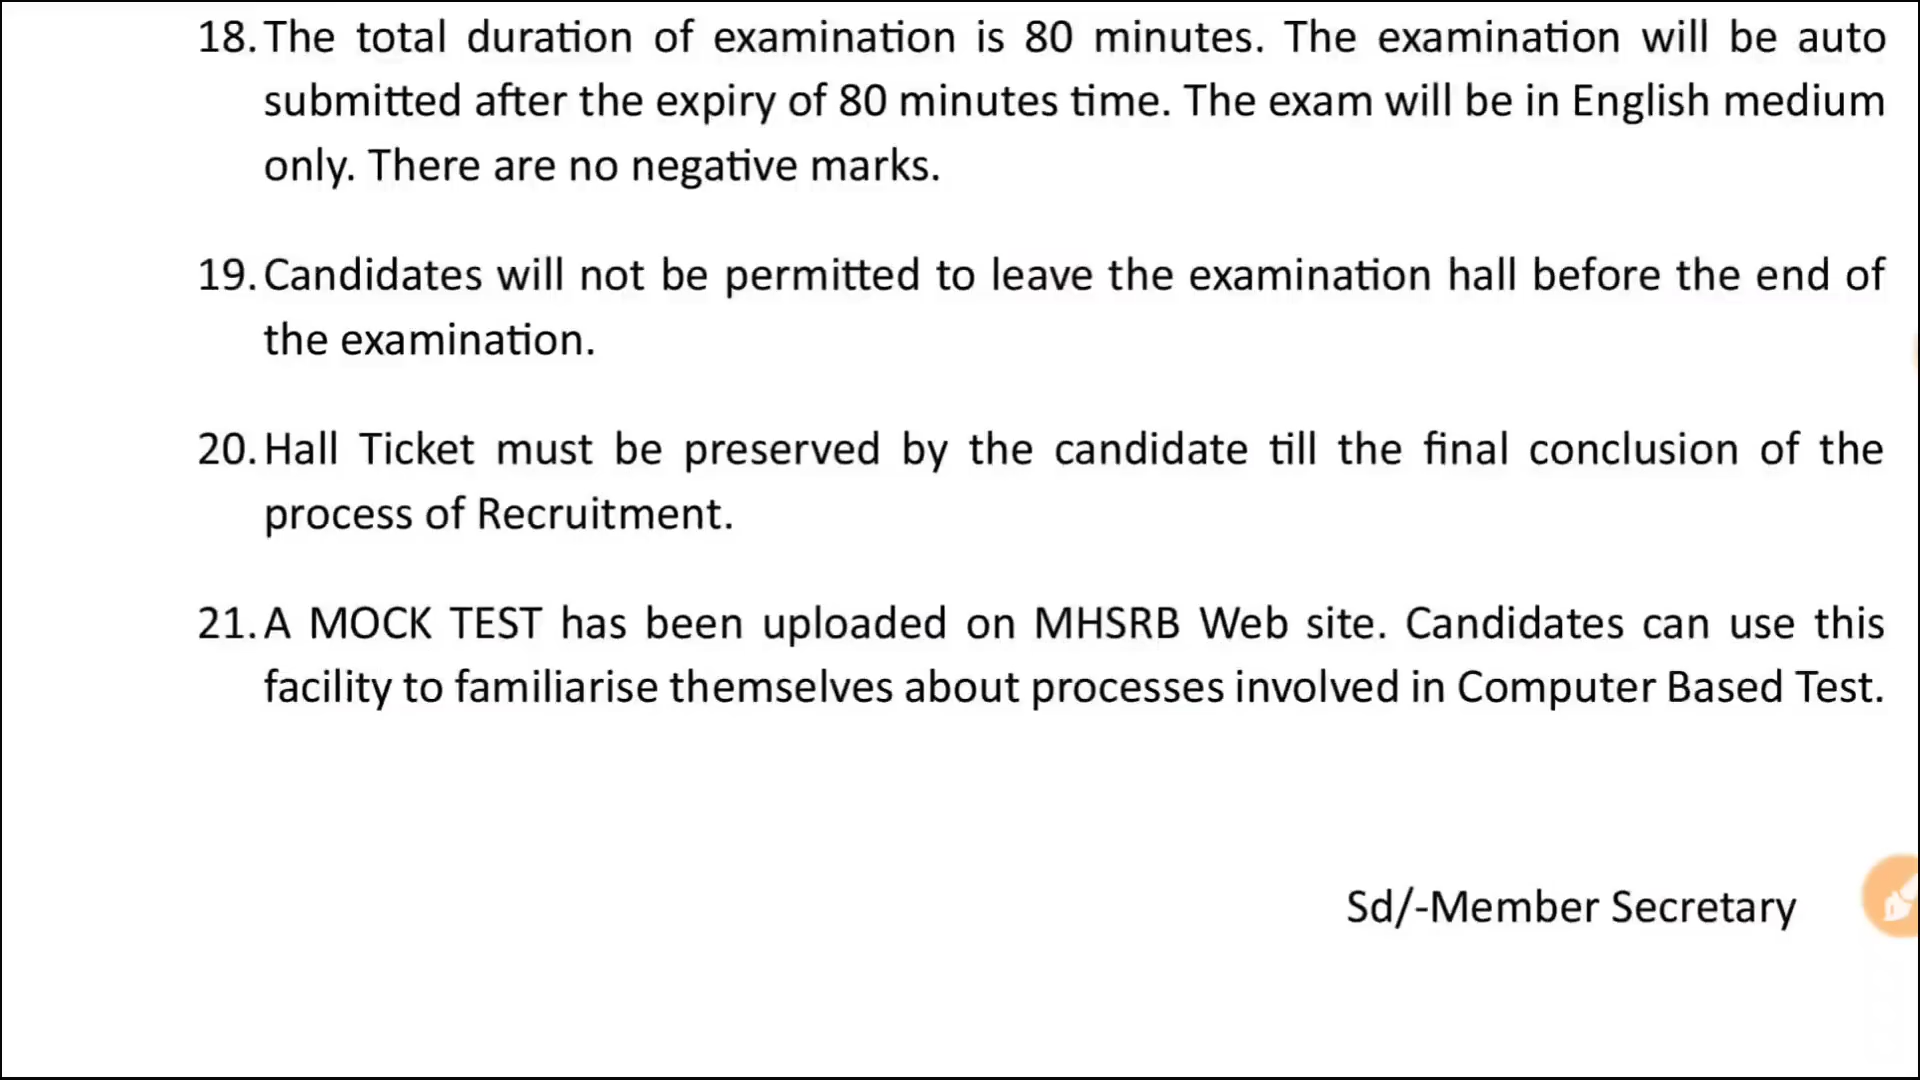 18. The total duration of examination is 80 minutes. The examination will be auto
submitted after the expiry of 80 minutes time. The exam will be in English medium
only. There are no negative marks.
19. Candidates will not be permitted to leave the examination hall before the end of
the examination.
20. Hall Ticket must be preserved by the candidate till the final conclusion of the
process of Recruitment.
21. A MOCK TEST has been uploaded on MHSRB Web site. Candidates can use this
facility to familiarise themselves about processes involved in Computer Based Test.
Sd/-Member Secretary